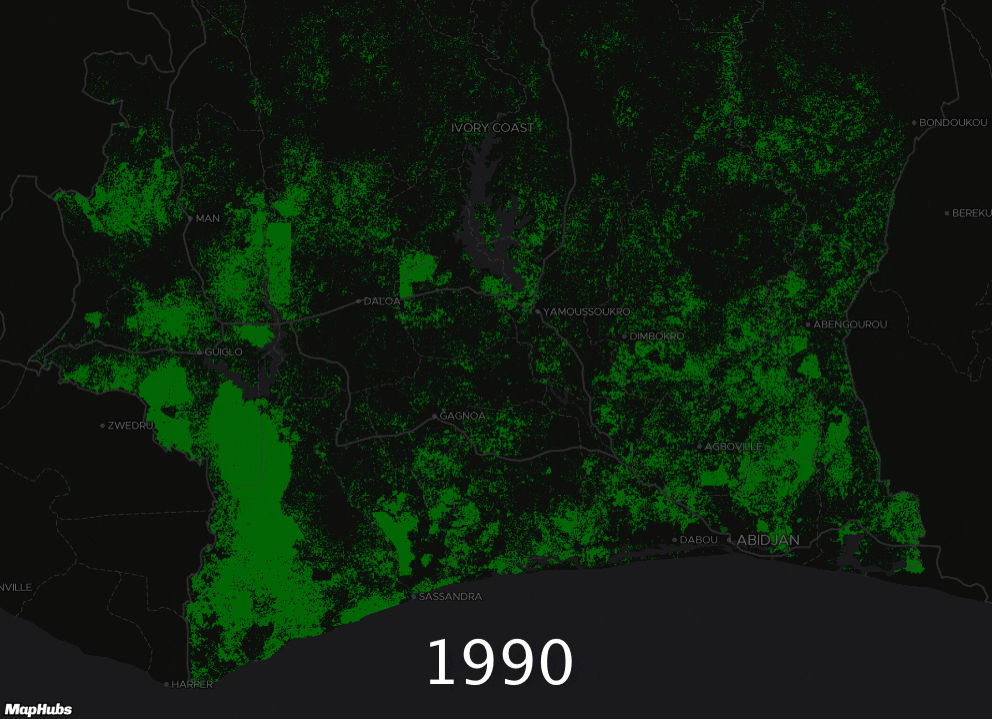 IVORY COAST
BONDOUKOU
MAN
BEREKU
DALOA
YAMOUSSOUKRO
ABENGOUROU
DIMBOKRO
GUIGLO
GAGNOA
ZWEDRU
AGBOVILLE
DABOU
ABIDJAN
NVILLE
SASSANDRA
1990
HARPER
MapHubs